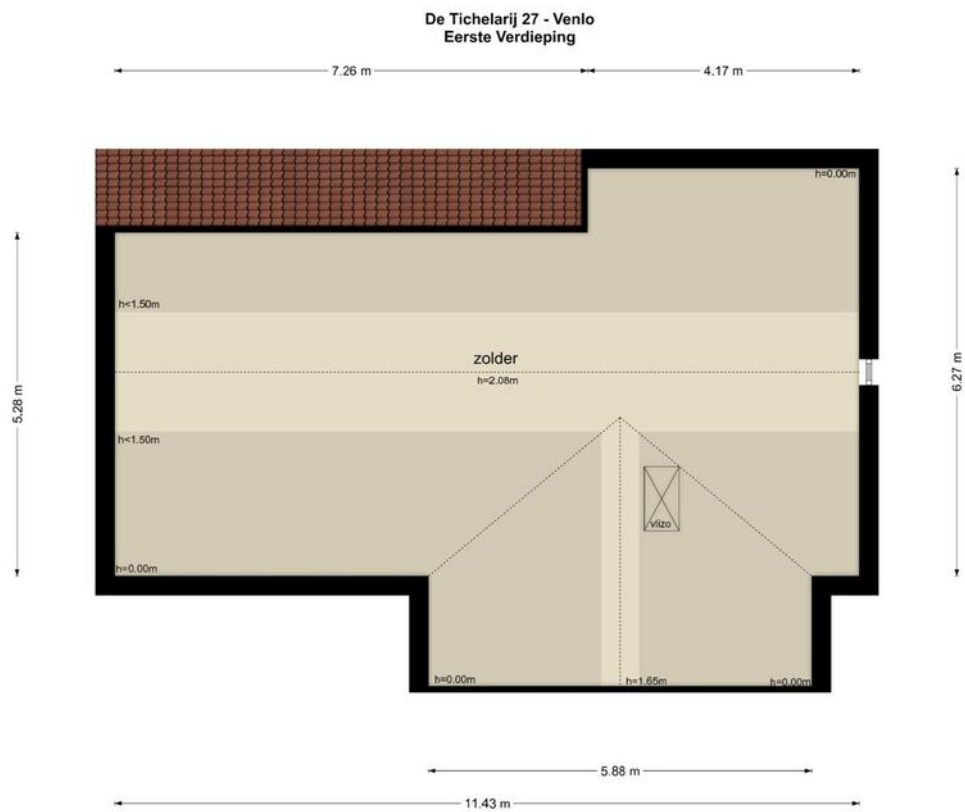 De Tichelarij 27 - Venlo
Eerste Verdieping
7.26 m
4.17 m
h=0.00m
h<1.50m
zolder
h=2.08m
5.28 m
6.27 m
h<1.50m
vlizo
h=0.00m
h=0.00m
h=1.65m
h=0.00m
5.88 m
11.43 m